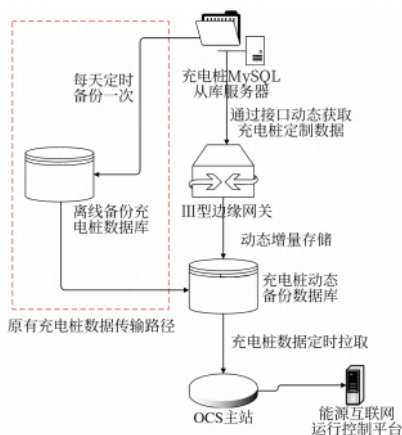 充电桩MySQL
从库服务器
每天定时
备份一次
通过接口动态获取
充电桩定制数据
III型边缘网关
离线备份充
电桩数据库
动态增量存储
充电桩动态
备份数据库
原有充电桩数据传输路径
充电桩数据定时拉取
OCS主站
能源互联网
运行控制平台